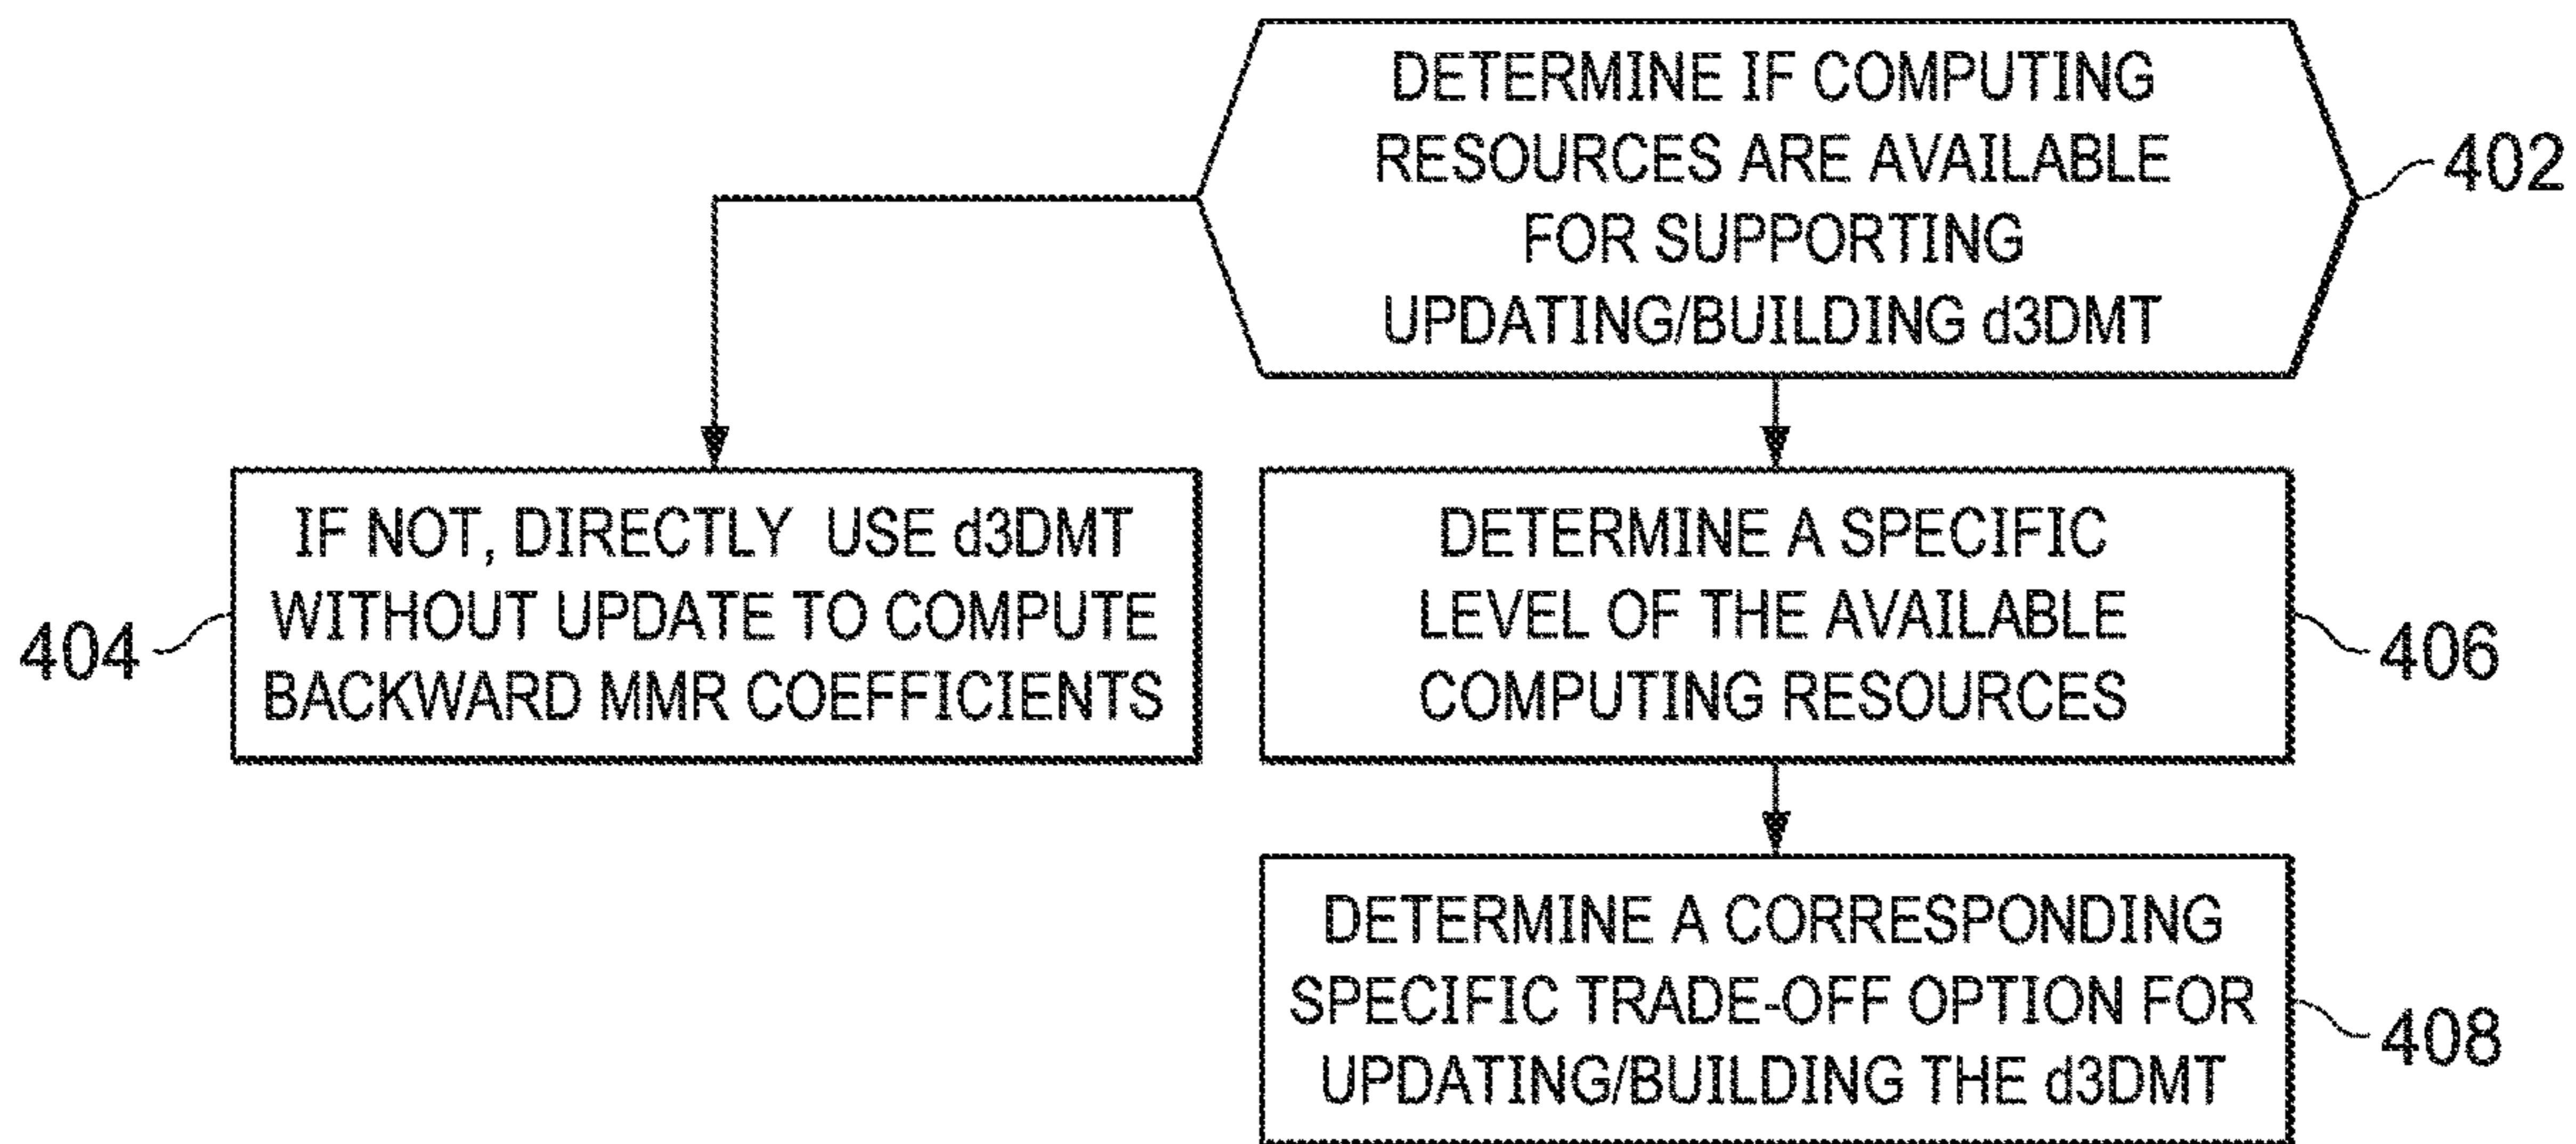 DETERMINE IF COMPUTING
RESOURCES ARE AVAILABLE
FOR SUPPORTING
UPDATING/BUILDING d3DMT
402
IF NOT, DIRECTLY USE d3DMT
WITHOUT UPDATE TO COMPUTE
BACKWARD MMR COEFFICIENTS
404
DETERMINE A SPECIFIC
LEVEL OF THE AVAILABLE
COMPUTING RESOURCES
406
DETERMINE A CORRESPONDING
SPECIFIC TRADE-OFF OPTION FOR
UPDATING/BUILDING THE d3DMT
408